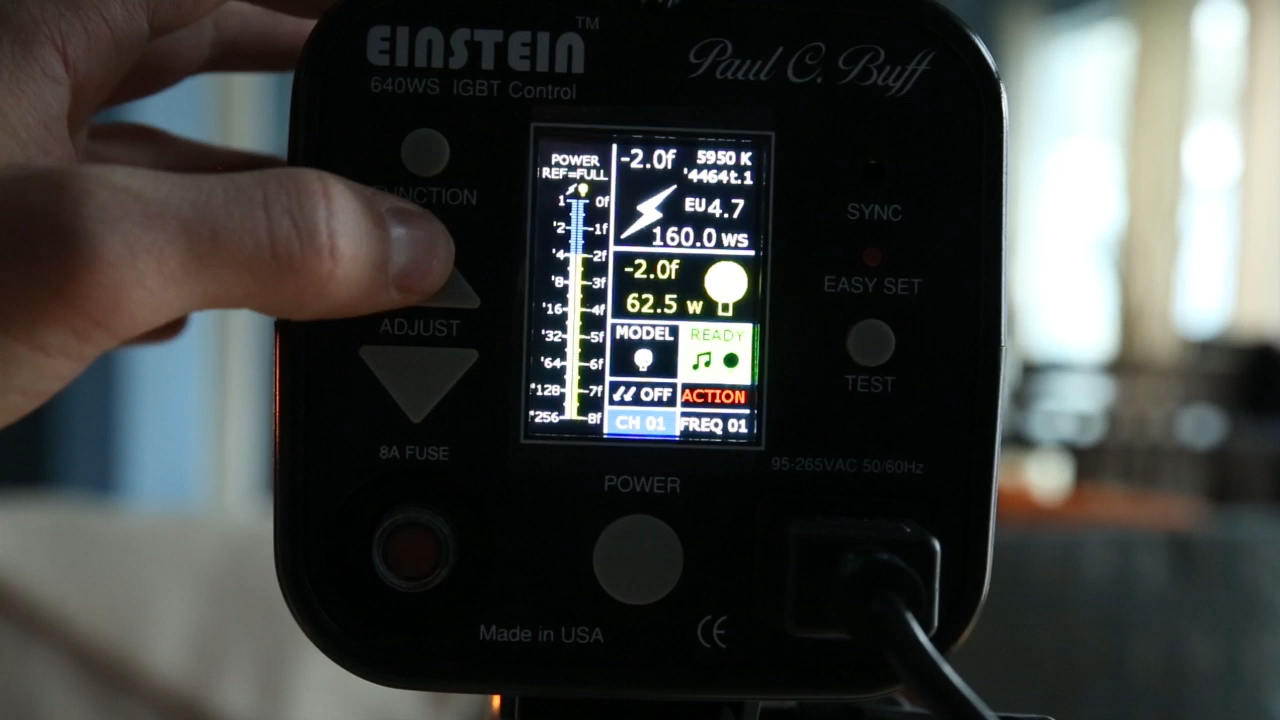 EINSTEIN™
Paul C. Buff
640WS IGBT Control
FUNCTION
ADJUST
8A FUSE
POWER
REF=FULL
1 0f
'2 1f
'4 2f
'8 3f
'16 4f
'32 5f
'64 6f
'128 7f
'256 8f
-2.0f 5950 K
'4464t.1
EU 4.7
160.0 WS
-2.0f
62.5 W
MODEL READY
OFF ACTION
CH 01 FREQ 01
SYNC
EASY SET
TEST
95-265VAC 50/60Hz
POWER
Made in USA CE